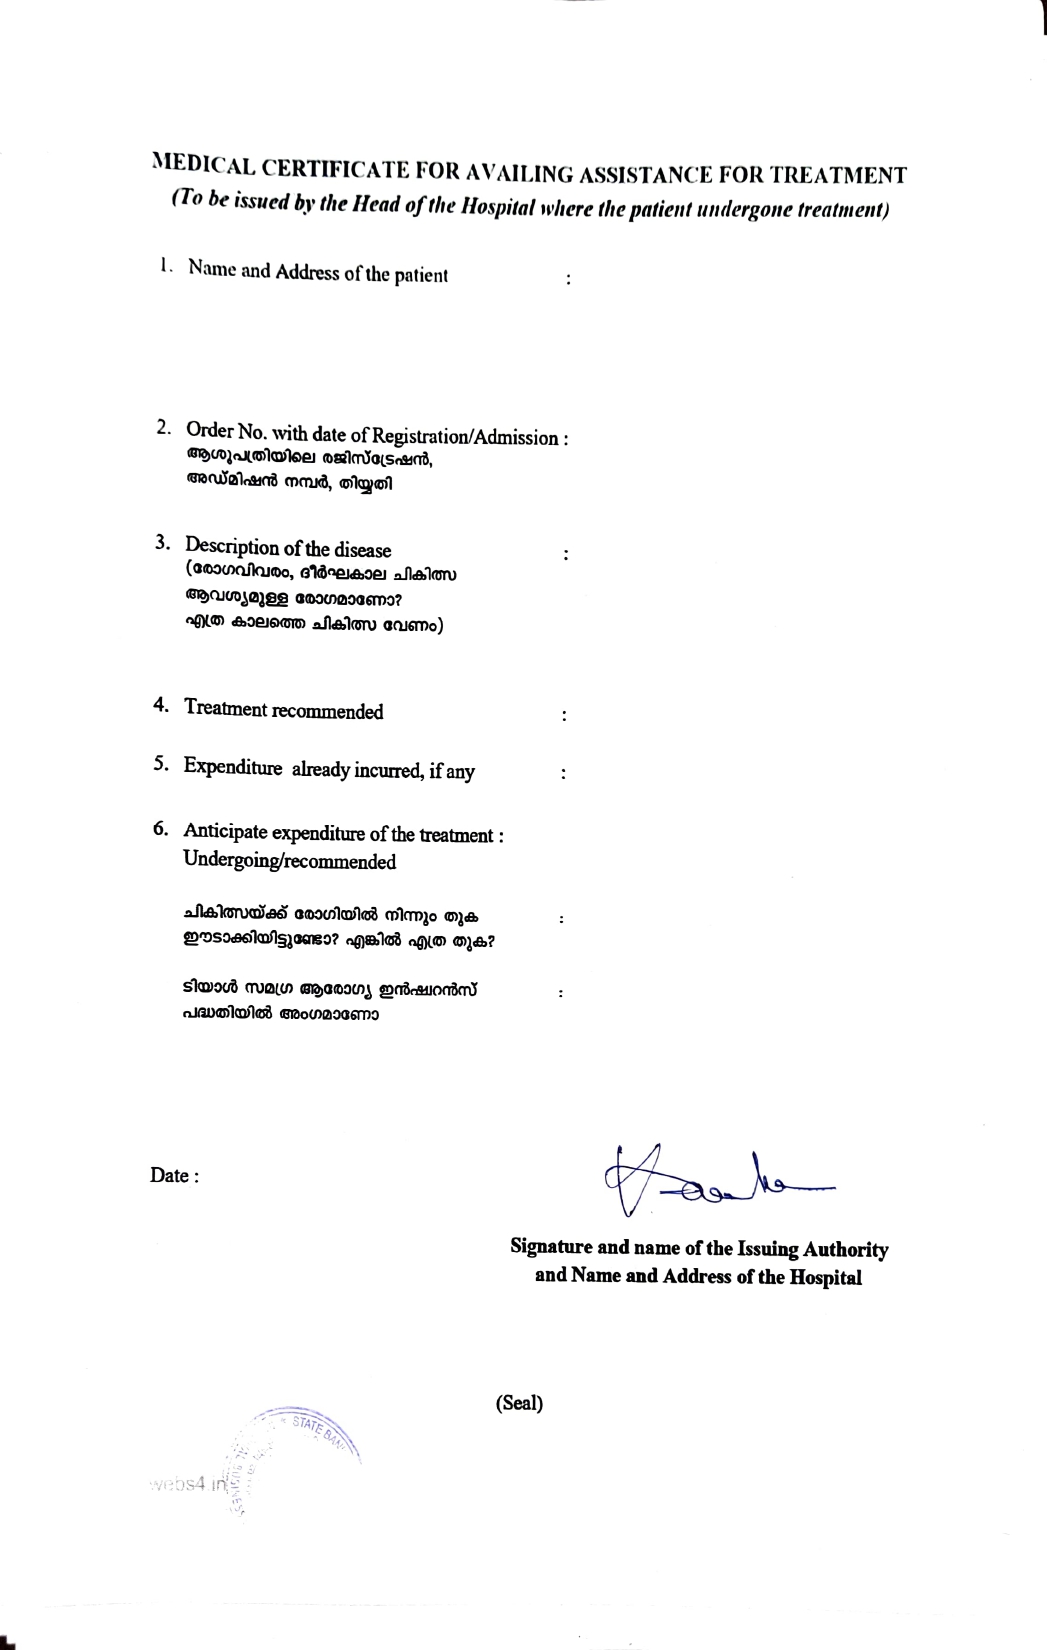 MEDICAL CERTIFICATE FOR AVAILING ASSISTANCE FOR TREATMENT
(To be issued by the Head of the Hospital where the patient undergone treatment)
1. Name and Address of the patient :
2. Order No. with date of Registration/Admission :
ആശുപത്രിയിലെ രജിസ്ട്രേഷൻ,
അഡ്മിഷൻ നമ്പർ, തിയ്യതി
3. Description of the disease :
(രോഗവിവരം, ദീർഘകാല ചികിത്സ
ആവശ്യമുള്ള രോഗമാണോ?
എത്ര കാലത്തെ ചികിത്സ വേണം)
4. Treatment recommended :
5. Expenditure already incurred, if any :
6. Anticipate expenditure of the treatment :
Undergoing/recommended
ചികിത്സയ്ക്ക് രോഗിയിൽ നിന്നും തുക :
ഈടാക്കിയിട്ടുണ്ടോ? എങ്കിൽ എത്ര തുക?
ടിയാൾ സമഗ്ര ആരോഗ്യ ഇൻഷ്വറൻസ് :
പദ്ധതിയിൽ അംഗമാണോ
Date :
Signature and name of the Issuing Authority
and Name and Address of the Hospital
(Seal)
STATE BAN
webs4.in